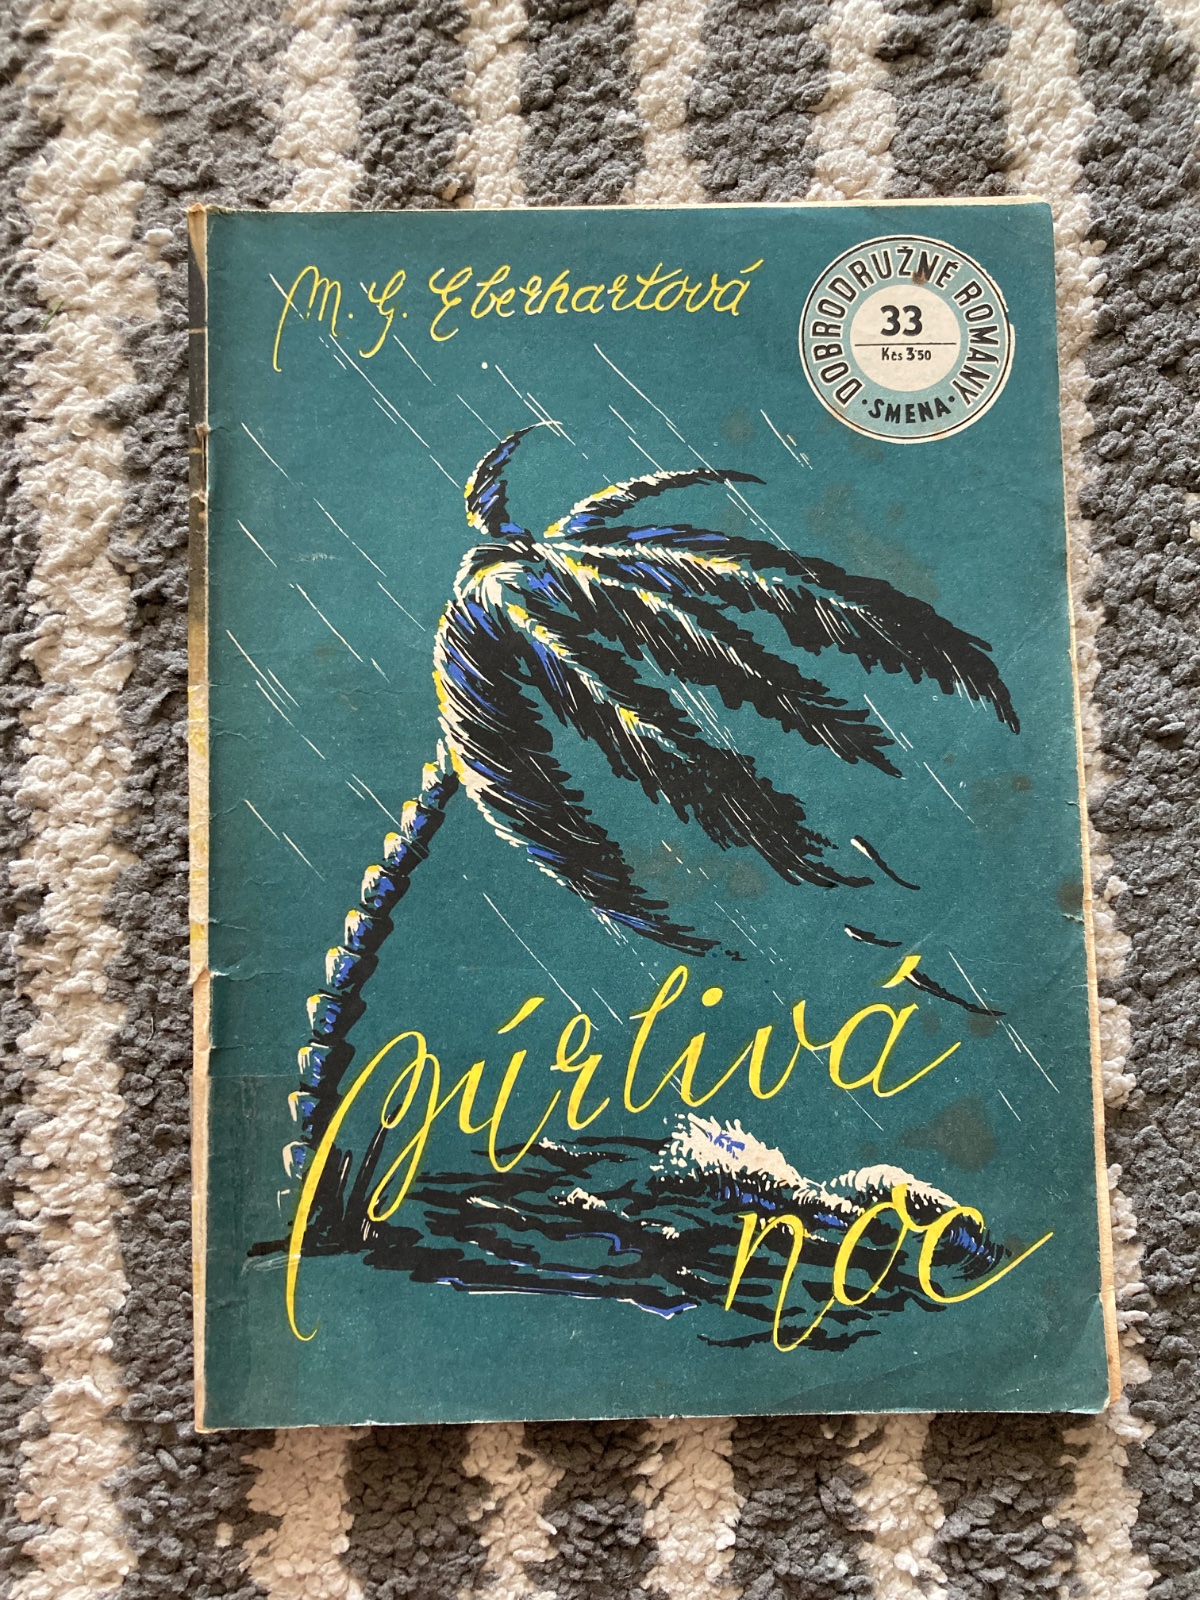 M. G. Eberhartová
DOBRODRUŽNÉ ROMÁNY
33
Kčs 3'50
· SMENA ·
Búrlivá
noc